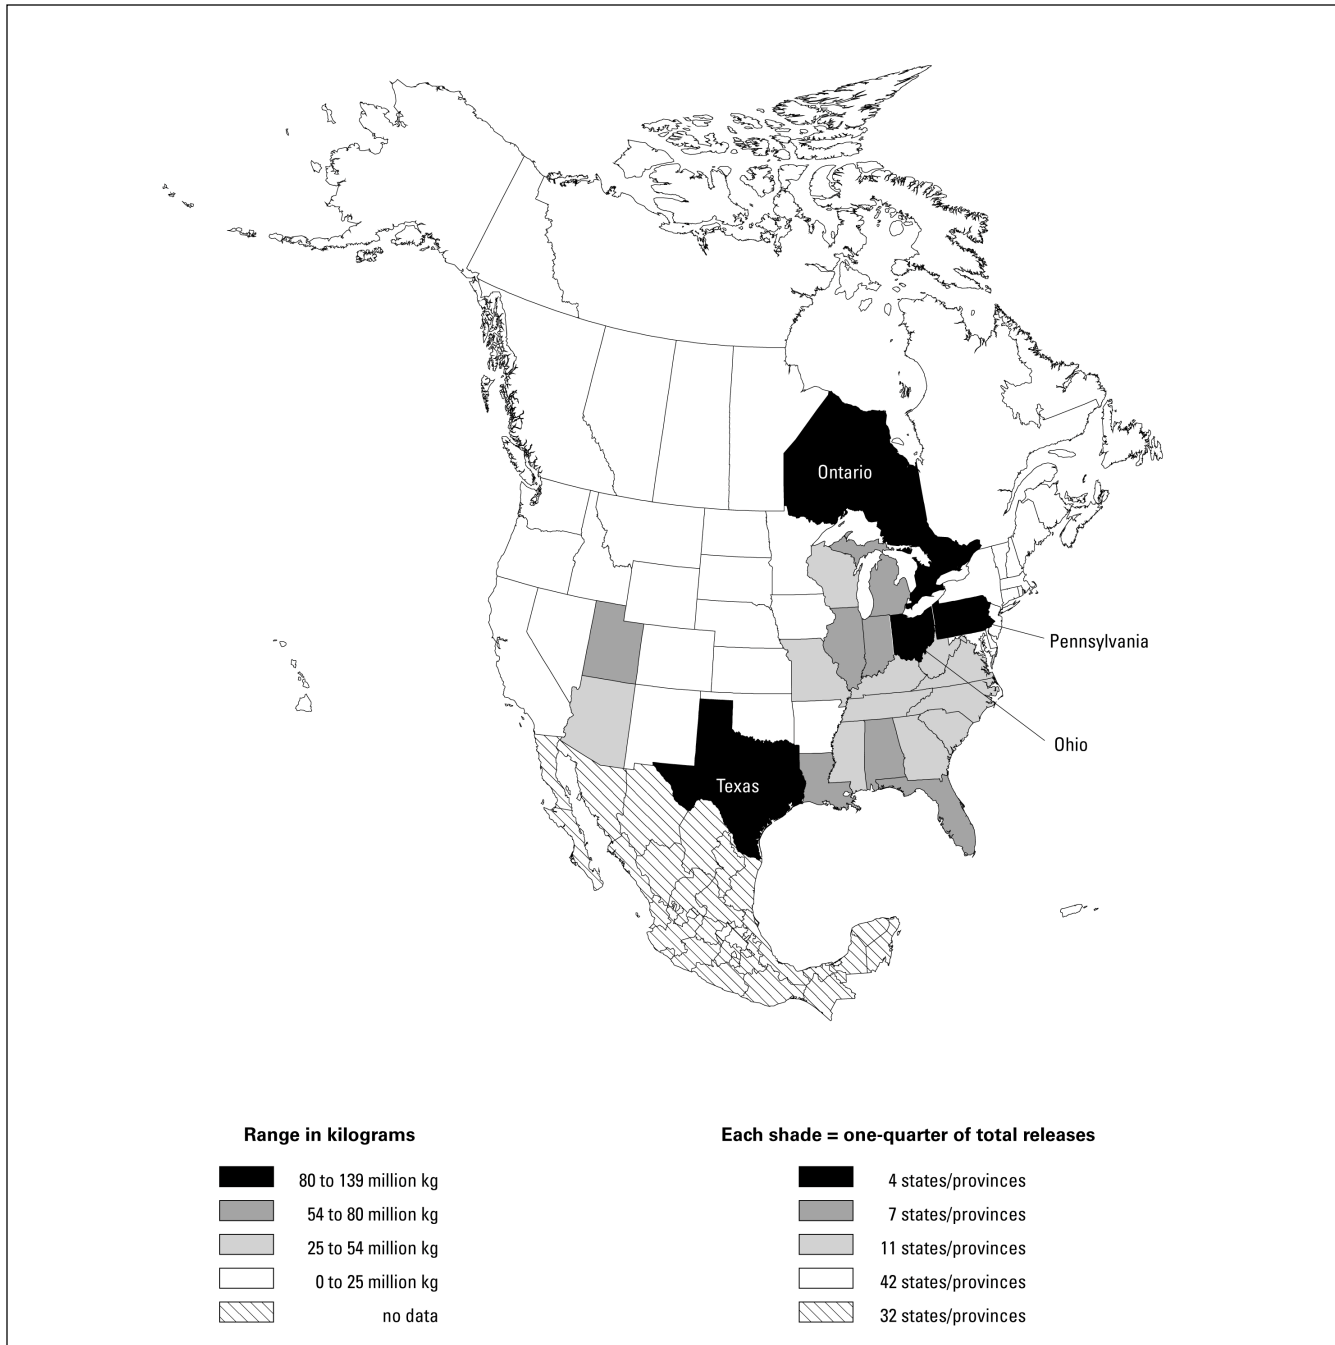 Ontario
Pennsylvania
Ohio
Texas
Range in kilograms
80 to 139 million kg
54 to 80 million kg
25 to 54 million kg
0 to 25 million kg
no data
Each shade = one-quarter of total releases
4 states/provinces
7 states/provinces
11 states/provinces
42 states/provinces
32 states/provinces